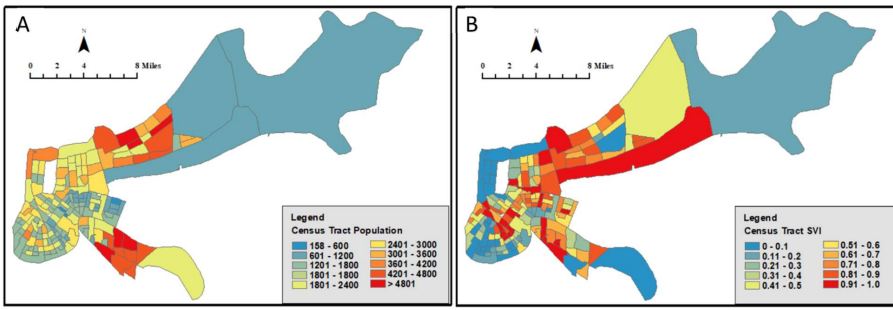 A
N
0 2 4 8 Miles
Legend
Census Tract Population
158 - 600
601 - 1200
1201 - 1800
1801 - 1800
1801 - 2400
2401 - 3000
3001 - 3600
3601 - 4200
4201 - 4800
> 4801
B
N
0 2 4 8 Miles
Legend
Census Tract SVI
0 - 0.1
0.11 - 0.2
0.21 - 0.3
0.31 - 0.4
0.41 - 0.5
0.51 - 0.6
0.61 - 0.7
0.71 - 0.8
0.81 - 0.9
0.91 - 1.0